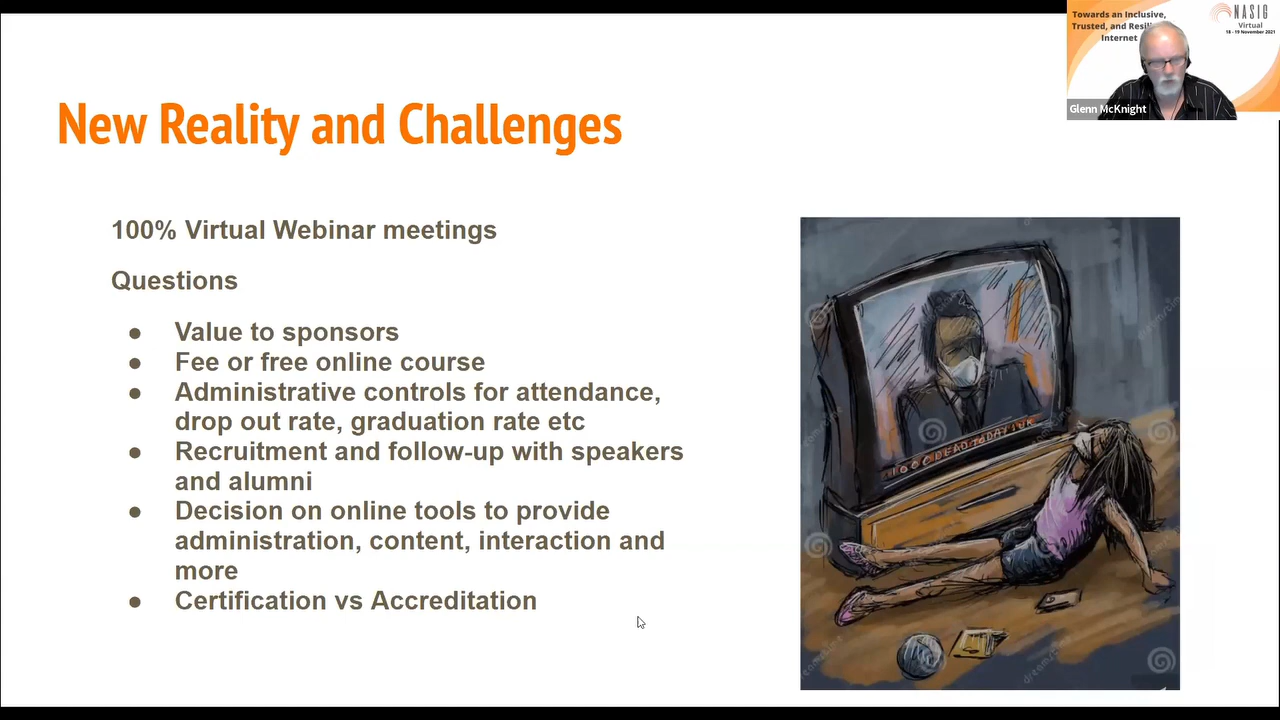 Towards an Inclusive,
Trusted, and
Internet
NASIG
Virtual
18 - 19 November 2021
Glenn McKnight
New Reality and Challenges
100% Virtual Webinar meetings
Questions
● Value to sponsors
● Fee or free online course
● Administrative controls for attendance,
drop out rate, graduation rate etc
● Recruitment and follow-up with speakers
and alumni
● Decision on online tools to provide
administration, content, interaction and
more
● Certification vs Accreditation
DEAD TODAY